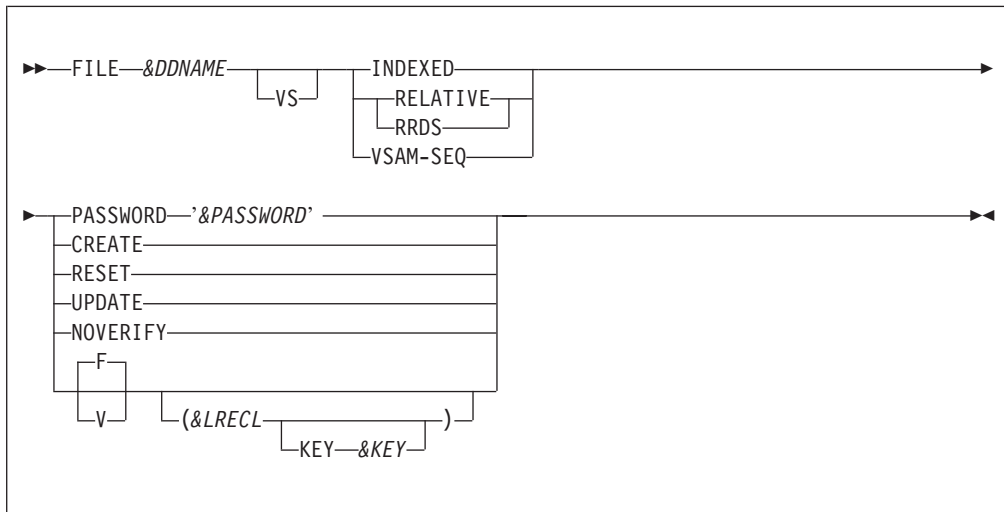 FILE &DDNAME INDEXED
VS RELATIVE
RRDS
VSAM-SEQ
PASSWORD ’&PASSWORD’
CREATE
RESET
UPDATE
NOVERIFY
F
V
(&LRECL )
KEY &KEY